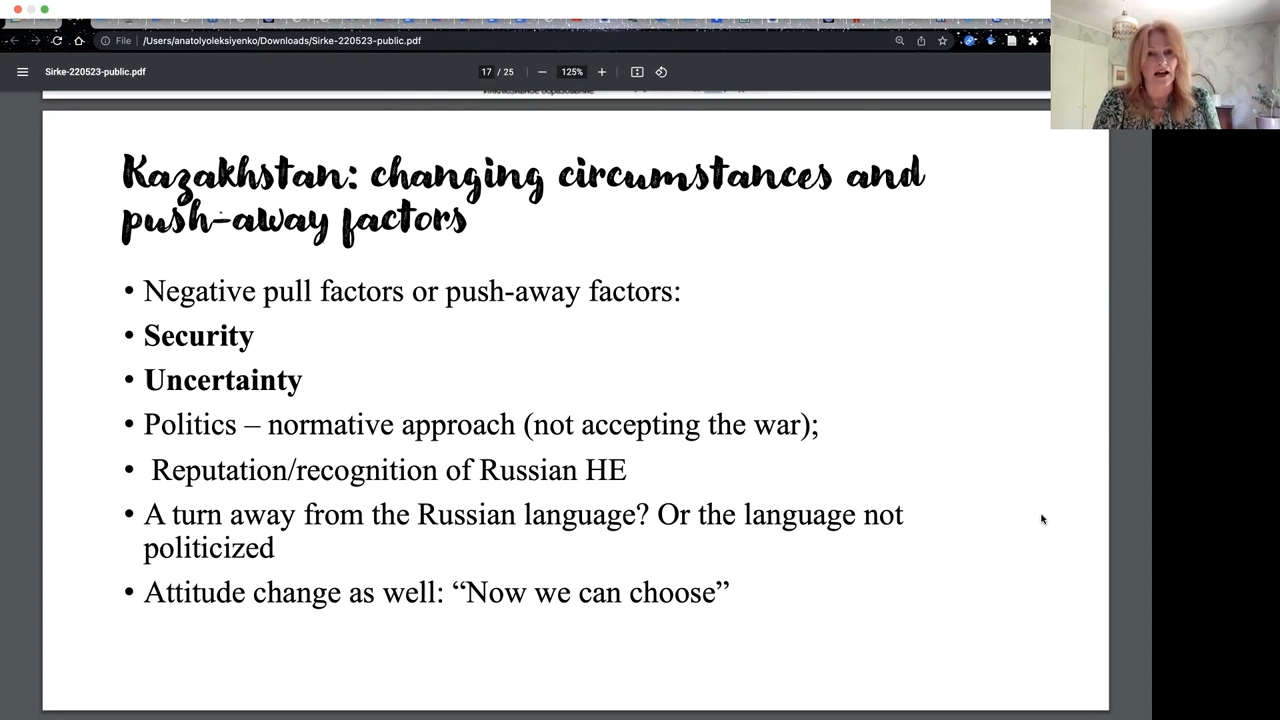 File | /Users/anatolyoleksiyenko/Downloads/Sirke-220523-public.pdf
Sirke-220523-public.pdf
17 / 25
125%
Kazakhstan: changing circumstances and
push-away factors
• Negative pull factors or push-away factors:
• Security
• Uncertainty
• Politics – normative approach (not accepting the war);
• Reputation/recognition of Russian HE
• A turn away from the Russian language? Or the language not
politicized
• Attitude change as well: “Now we can choose”